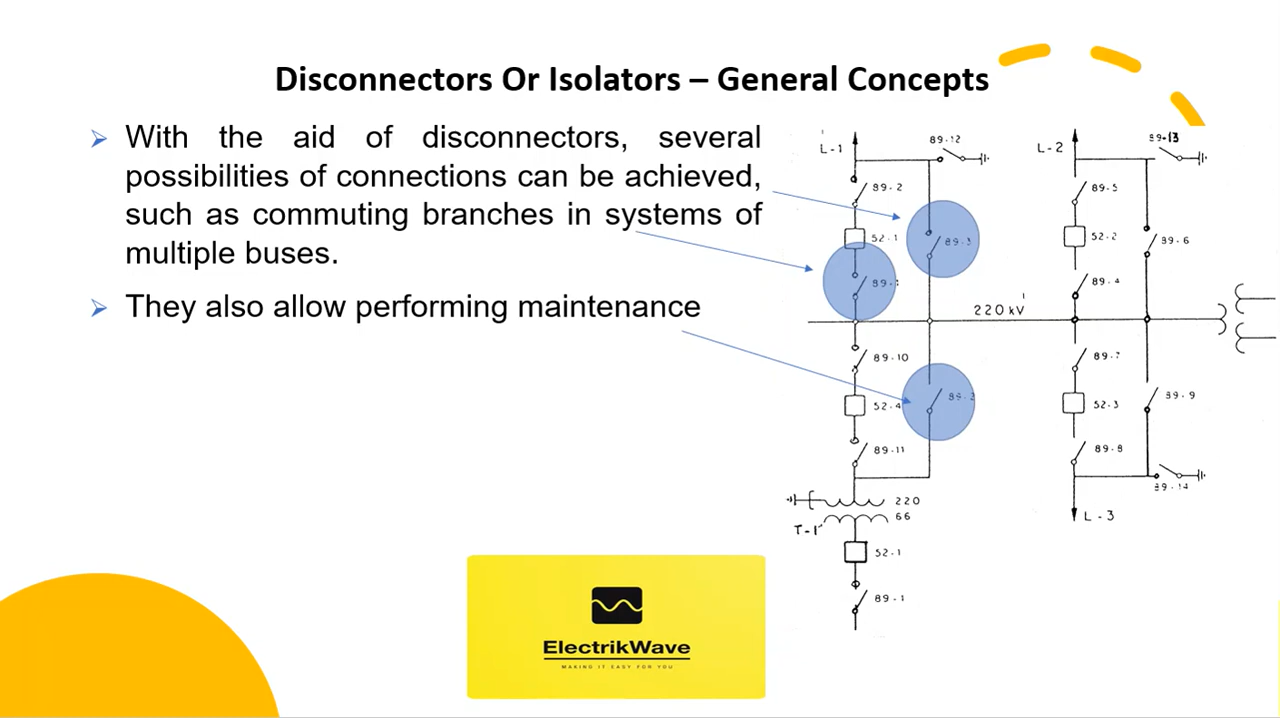 Disconnectors Or Isolators – General Concepts
With the aid of disconnectors, several
possibilities of connections can be achieved,
such as commuting branches in systems of
multiple buses.
They also allow performing maintenance
L-1
89-12
89-2
52-1
89-3
220 kV
89-10
52-4
89-11
220
66
T-1
52-1
89-1
L-2
89-13
89-5
52-2
89-6
89-4
89-7
52-3
89-9
89-8
89-14
L-3
ElectrikWave
MAKING IT EASY FOR YOU